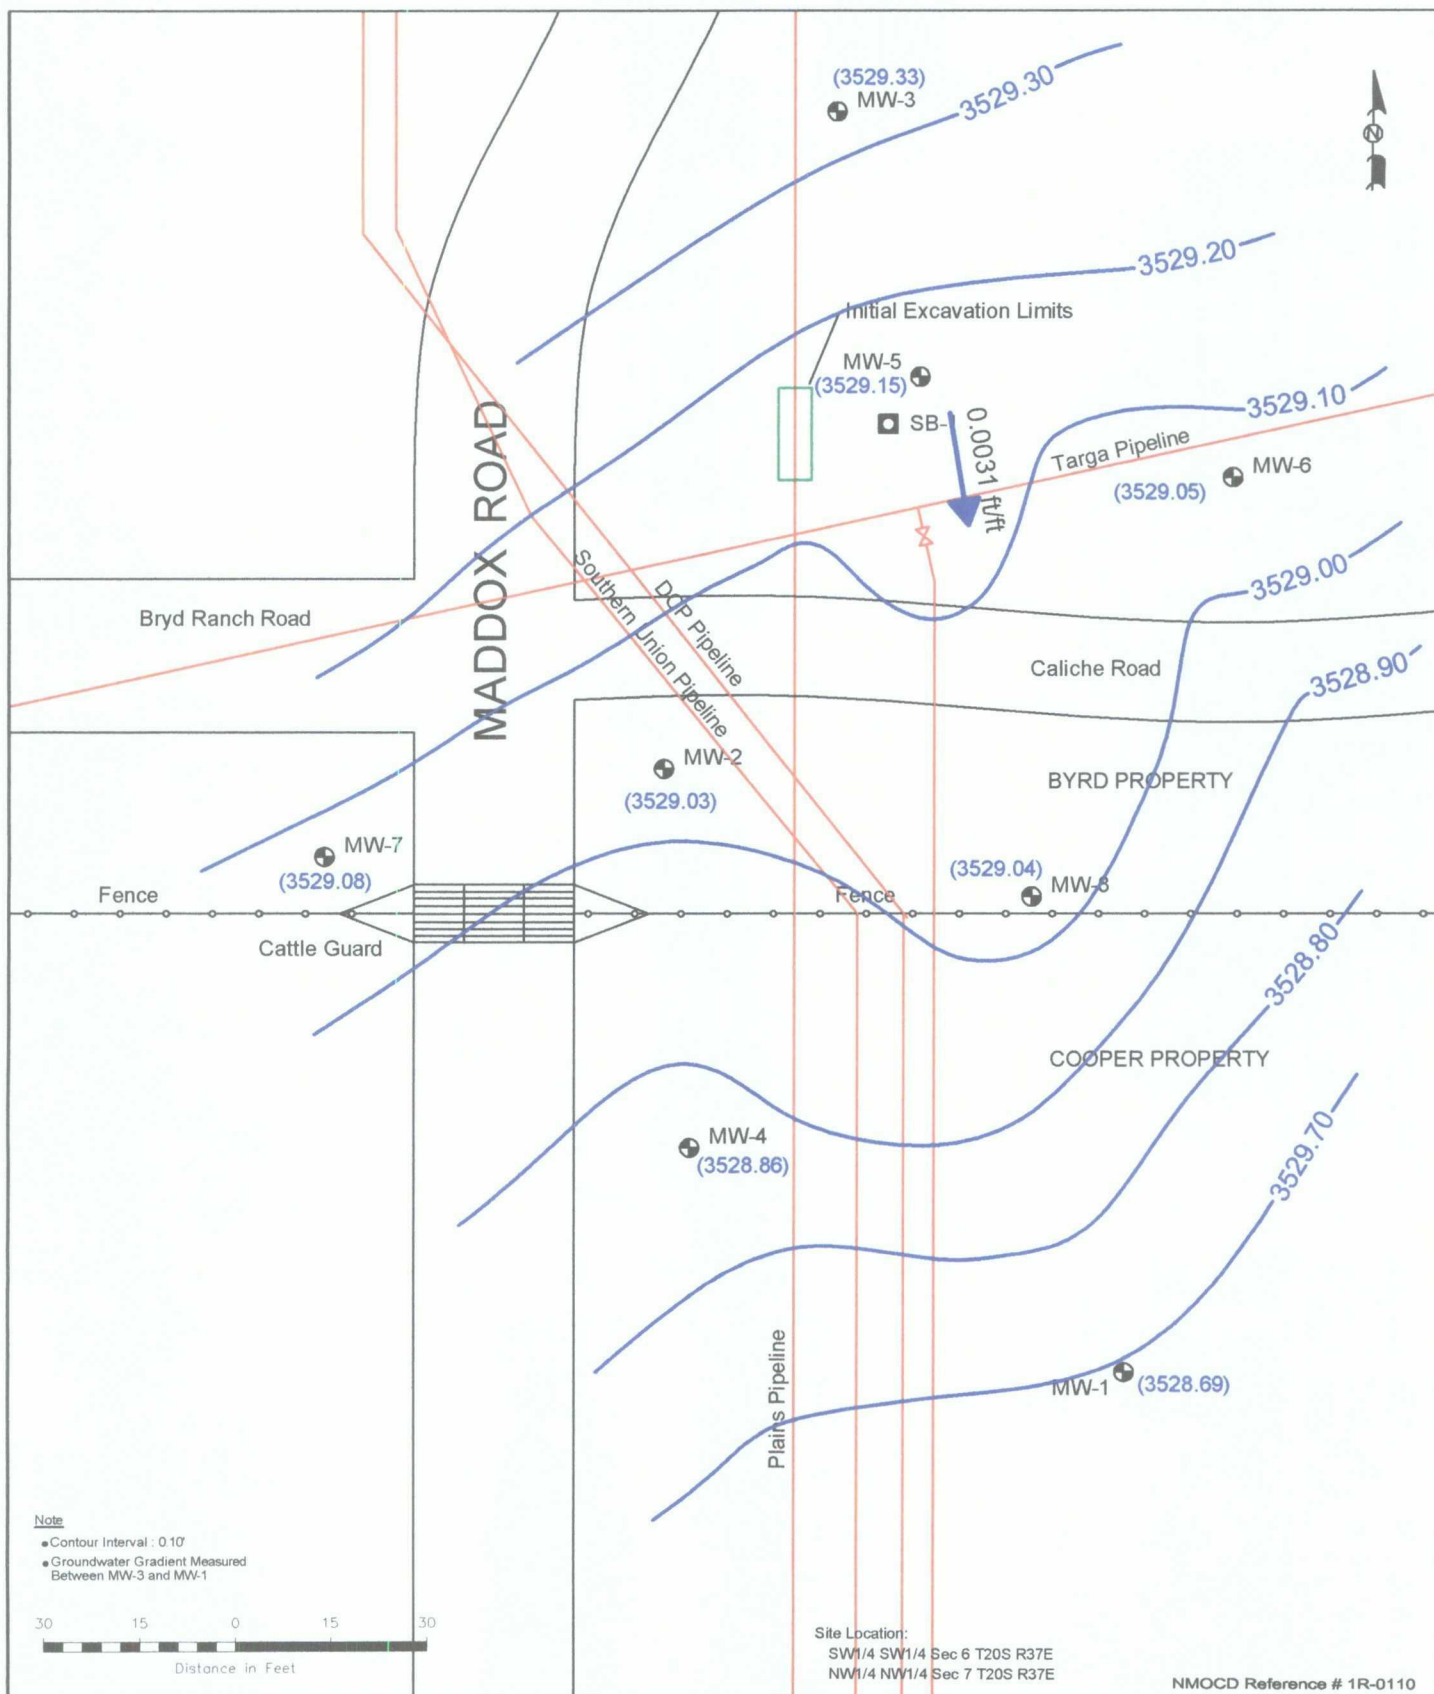 (3529.33)
MW-3
3529.30
N
3529.20
Initial Excavation Limits
MW-5
(3529.15)
SB-
0.0031 ft/ft
3529.10
Targa Pipeline
MW-6
(3529.05)
MADDOX ROAD
Southern Union Pipeline
DCP Pipeline
3529.00
Bryd Ranch Road
Caliche Road
3528.90
MW-2
(3529.03)
BYRD PROPERTY
MW-7
(3529.08)
(3529.04)
MW-8
Fence
Fence
Cattle Guard
3528.80
COOPER PROPERTY
MW-4
(3528.86)
3529.70
Plains Pipeline
MW-1
(3528.69)
Note
•Contour Interval : 0.10'
•Groundwater Gradient Measured
Between MW-3 and MW-1
30 15 0 15 30
Distance in Feet
Site Location:
SW1/4 SW1/4 Sec 6 T20S R37E
NW1/4 NW1/4 Sec 7 T20S R37E
NMOCD Reference # 1R-0110